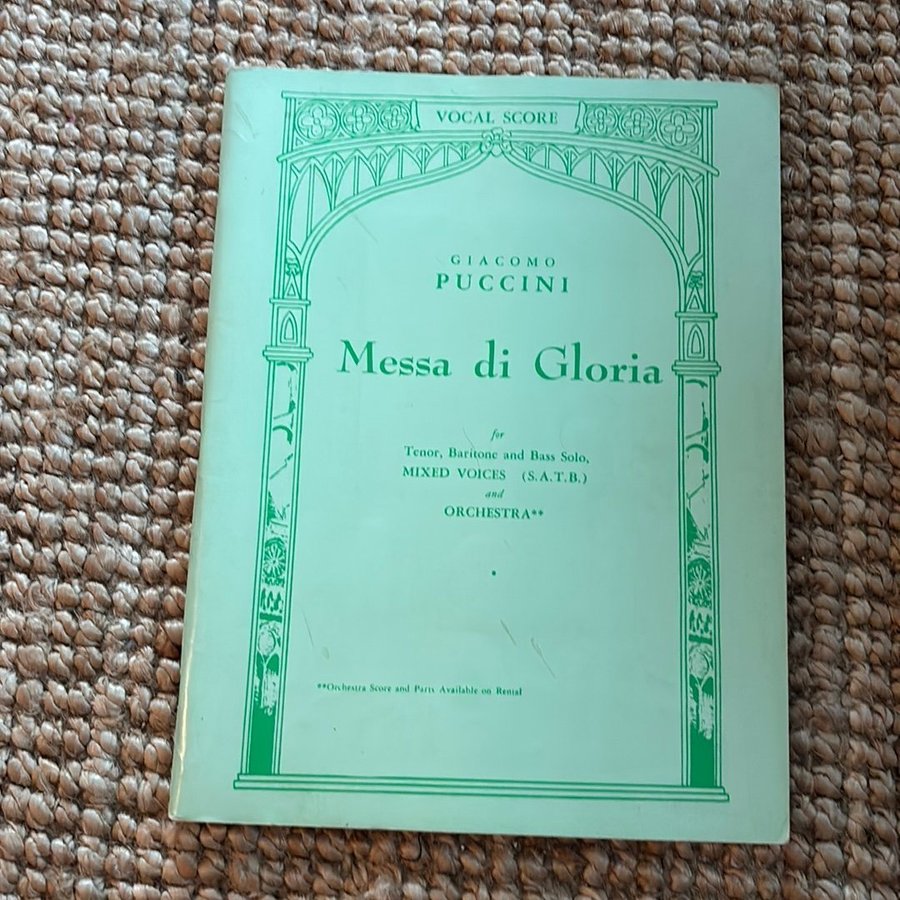 VOCAL SCORE
GIACOMO
PUCCINI
Messa di Gloria
for
Tenor, Baritone and Bass Solo,
MIXED VOICES (S.A.T.B.)
and
ORCHESTRA**
**Orchestra Score and Parts Available on Rental